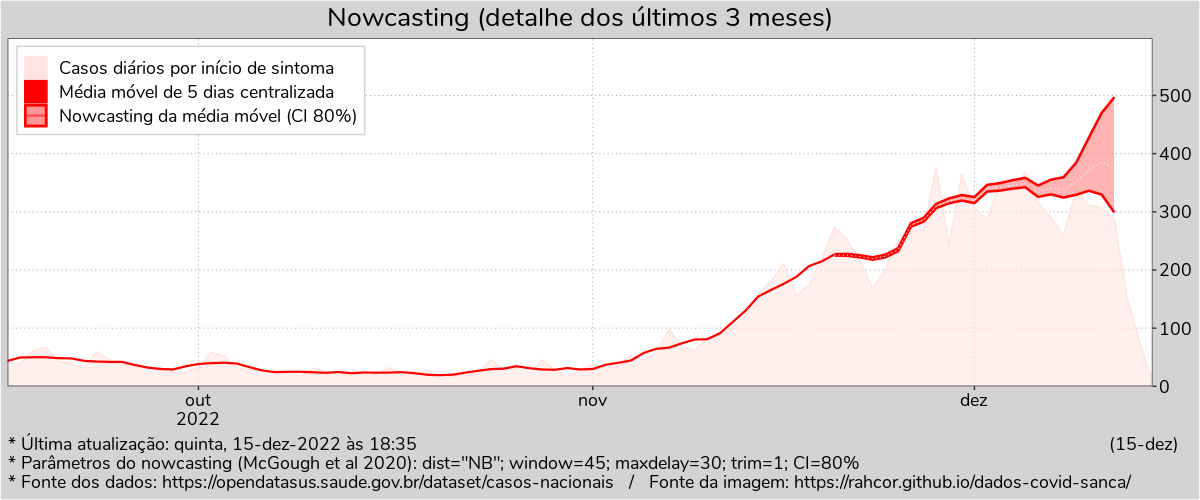 Nowcasting (detalhe dos últimos 3 meses)
Casos diários por início de sintoma
Média móvel de 5 dias centralizada
Nowcasting da média móvel (CI 80%)
500
400
300
200
100
0
out
2022
nov
dez
* Última atualização: quinta, 15-dez-2022 às 18:35
(15-dez)
* Parâmetros do nowcasting (McGough et al 2020): dist="NB"; window=45; maxdelay=30; trim=1; CI=80%
* Fonte dos dados: https://opendatasus.saude.gov.br/dataset/casos-nacionais / Fonte da imagem: https://rahcor.github.io/dados-covid-sanca/